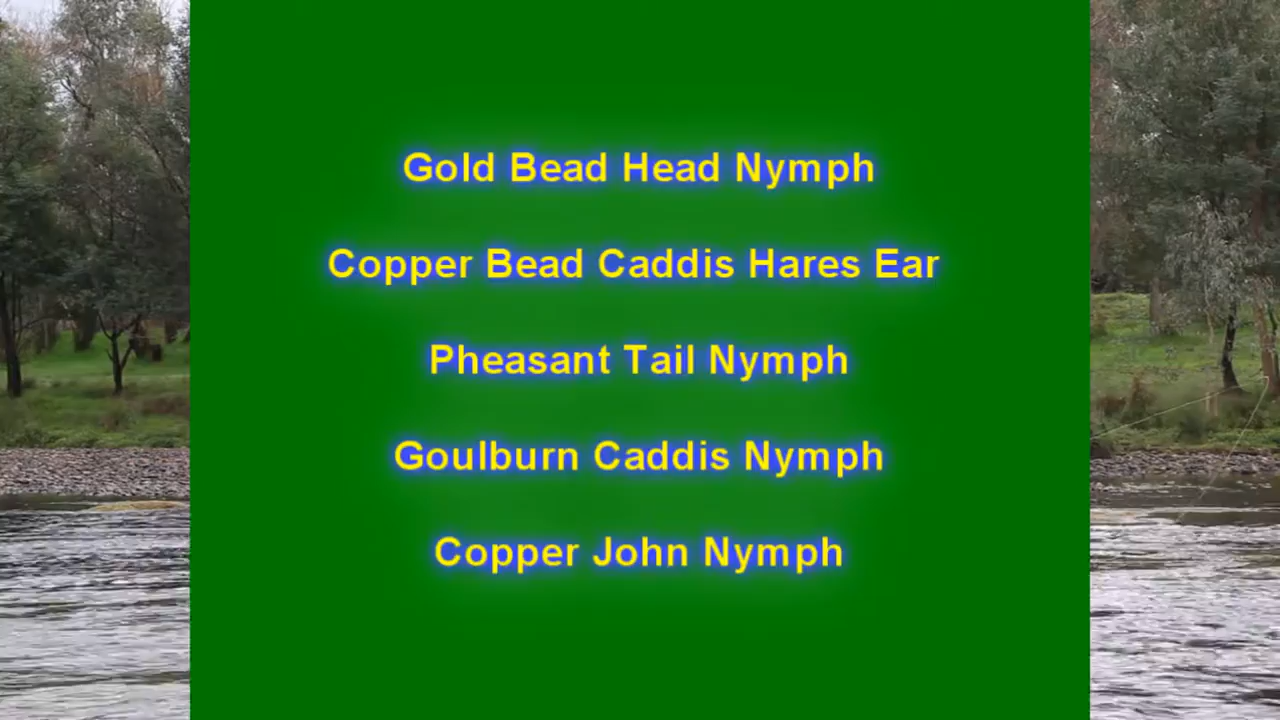 Gold Bead Head Nymph
Copper Bead Caddis Hares Ear
Pheasant Tail Nymph
Goulburn Caddis Nymph
Copper John Nymph